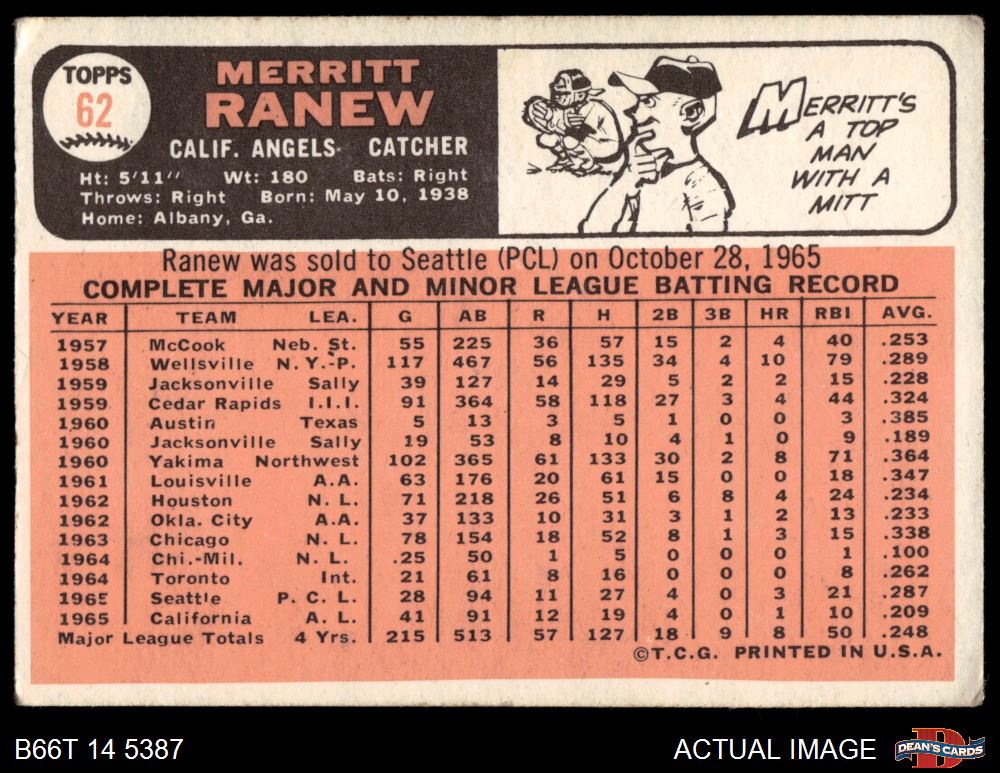 TOPPS
62
MERRITT
RANEW
CALIF. ANGELS CATCHER
Ht: 5'11'' Wt: 180 Bats: Right
Throws: Right Born: May 10, 1938
Home: Albany, Ga.
MERRITT'S
A TOP
MAN
WITH A
MITT
Ranew was sold to Seattle (PCL) on October 28, 1965
COMPLETE MAJOR AND MINOR LEAGUE BATTING RECORD
YEAR TEAM LEA. G AB R H 2B 3B HR RBI AVG.
1957 McCook Neb. St. 55 225 36 57 15 2 4 40 .253
1958 Wellsville N.Y.-P. 117 467 56 135 34 4 10 79 .289
1959 Jacksonville Sally 39 127 14 29 5 2 2 15 .228
1959 Cedar Rapids I.I.I. 91 364 58 118 27 3 4 44 .324
1960 Austin Texas 5 13 3 5 1 0 0 3 .385
1960 Jacksonville Sally 19 53 8 10 4 1 0 9 .189
1960 Yakima Northwest 102 365 61 133 30 2 8 71 .364
1961 Louisville A.A. 63 176 20 61 15 0 0 18 .347
1962 Houston N. L. 71 218 26 51 6 8 4 24 .234
1962 Okla. City A.A. 37 133 10 31 3 1 2 13 .233
1963 Chicago N. L. 78 154 18 52 8 1 3 15 .338
1964 Chi.-Mil. N. L. .25 50 1 5 0 0 0 1 .100
1964 Toronto Int. 21 61 8 16 0 0 0 8 .262
1965 Seattle P. C. L. 28 94 11 27 4 0 3 21 .287
1965 California A. L. 41 91 12 19 4 0 1 10 .209
Major League Totals 4 Yrs. 215 513 57 127 18 9 8 50 .248
©T.C.G. PRINTED IN U.S.A.
B66T 14 5387
ACTUAL IMAGE
D
DEAN'S CARDS